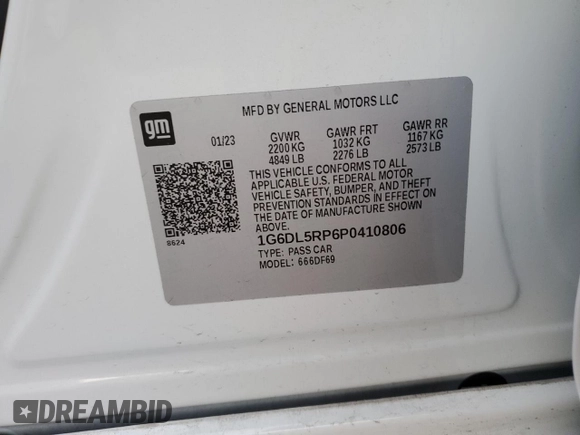 gm
MFD BY GENERAL MOTORS LLC
01/23 GVWR GAWR FRT GAWR RR
2200 KG 1032 KG 1167 KG
4849 LB 2276 LB 2573 LB
THIS VEHICLE CONFORMS TO ALL
APPLICABLE U.S. FEDERAL MOTOR
VEHICLE SAFETY, BUMPER, AND THEFT
PREVENTION STANDARDS IN EFFECT
ON THE DATE OF MANUFACTURE SHOWN
ABOVE.
8624
1G6DL5RP6P0410806
TYPE: PASS CAR
MODEL: 666DF69
DREAMBID